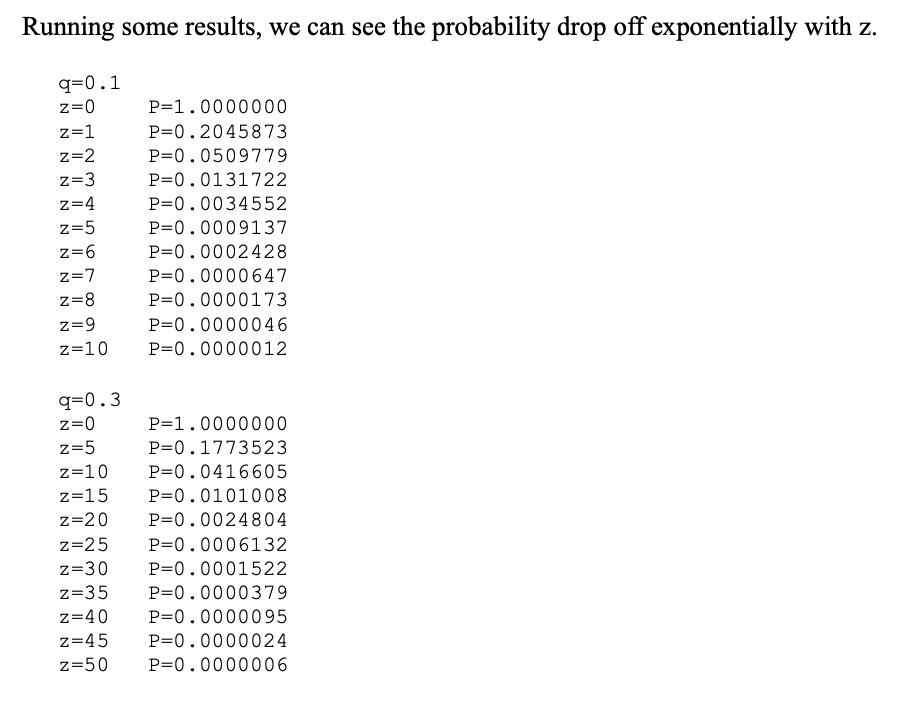 Running some results, we can see the probability drop off exponentially with z.
q=0.1
z=0 P=1.0000000
z=1 P=0.2045873
z=2 P=0.0509779
z=3 P=0.0131722
z=4 P=0.0034552
z=5 P=0.0009137
z=6 P=0.0002428
z=7 P=0.0000647
z=8 P=0.0000173
z=9 P=0.0000046
z=10 P=0.0000012
q=0.3
z=0 P=1.0000000
z=5 P=0.1773523
z=10 P=0.0416605
z=15 P=0.0101008
z=20 P=0.0024804
z=25 P=0.0006132
z=30 P=0.0001522
z=35 P=0.0000379
z=40 P=0.0000095
z=45 P=0.0000024
z=50 P=0.0000006